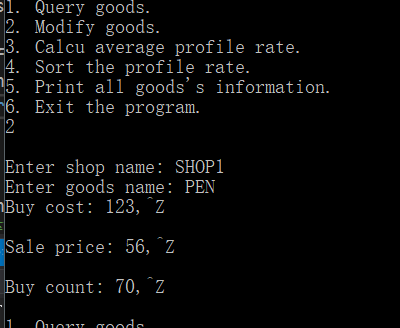 1. Query goods.
2. Modify goods.
3. Calcu average profile rate.
4. Sort the profile rate.
5. Print all goods's information.
6. Exit the program.
2
Enter shop name: SHOP1
Enter goods name: PEN
Buy cost: 123,^Z
Sale price: 56,^Z
Buy count: 70,^Z
1. Query goods